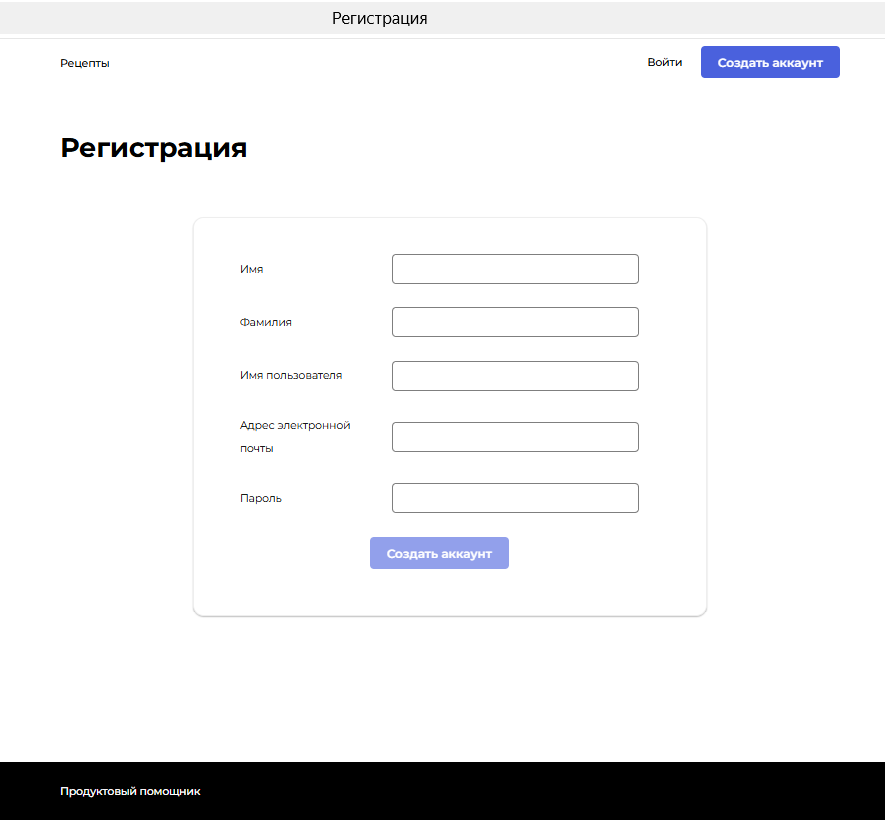 Регистрация
Рецепты
Войти
Создать аккаунт
Регистрация
Имя
Фамилия
Имя пользователя
Адрес электронной
почты
Пароль
Создать аккаунт
Продуктовый помощник